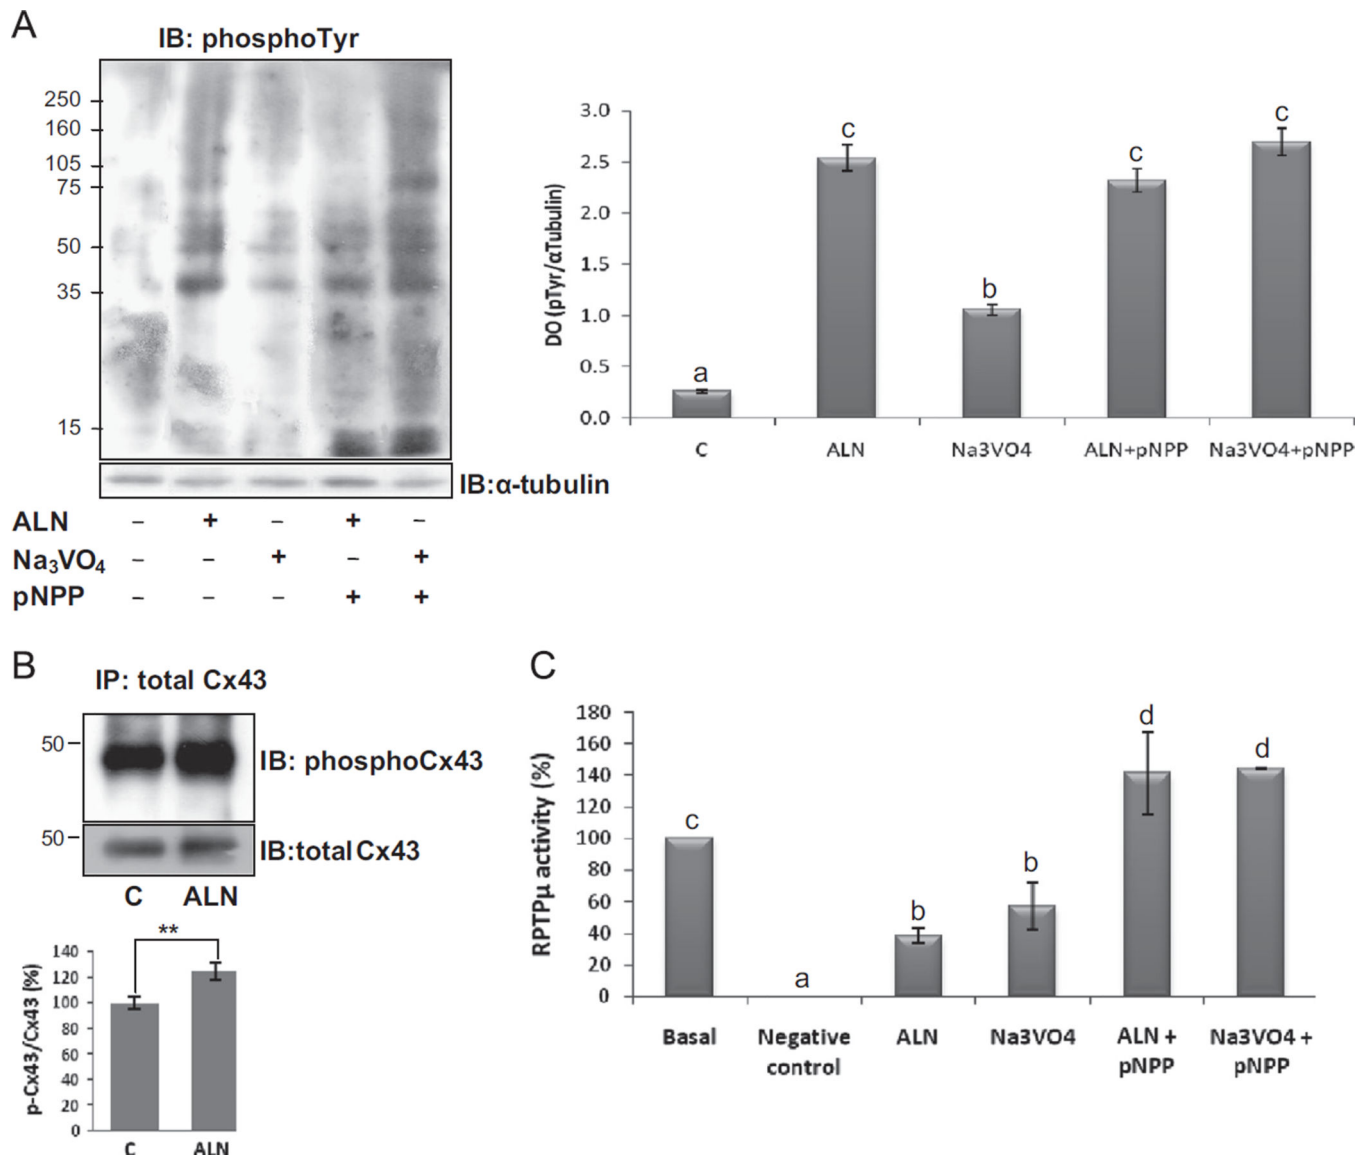 A
IB: phosphoTyr
250
160
105
75
50
35
15
IB:α-tubulin
ALN – + – + –
Na₃VO₄ – – + – +
pNPP – – – + +
DO (pTyr/αTubulin)
3.0
2.5
2.0
1.5
1.0
0.5
0.0
a
c
b
c
c
C ALN Na3VO4 ALN+pNPP Na3VO4+pNPP
B
IP: total Cx43
50
IB: phosphoCx43
50
IB:total Cx43
C ALN
**
p-Cx43/Cx43 (%)
140
120
100
80
60
40
20
0
C ALN
C
RPTPµ activity (%)
180
160
140
120
100
80
60
40
20
0
c
a
b
b
d
d
Basal Negative control ALN Na3VO4 ALN + pNPP Na3VO4 + pNPP